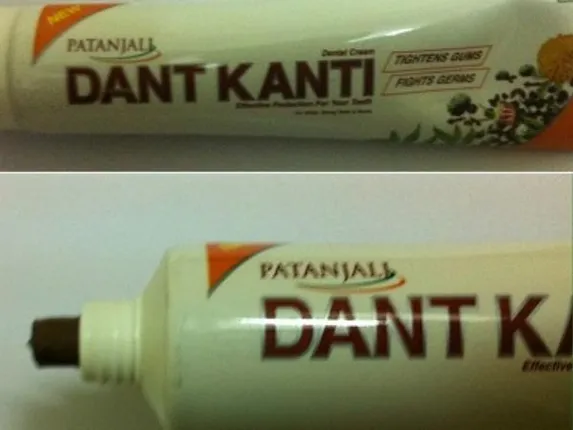 NEW
PATANJALI
Dental Cream
DANT KANTI
Effective Protection For Your Teeth
TIGHTENS GUMS
FIGHTS GERMS
PATANJALI
DANT KA
Effective